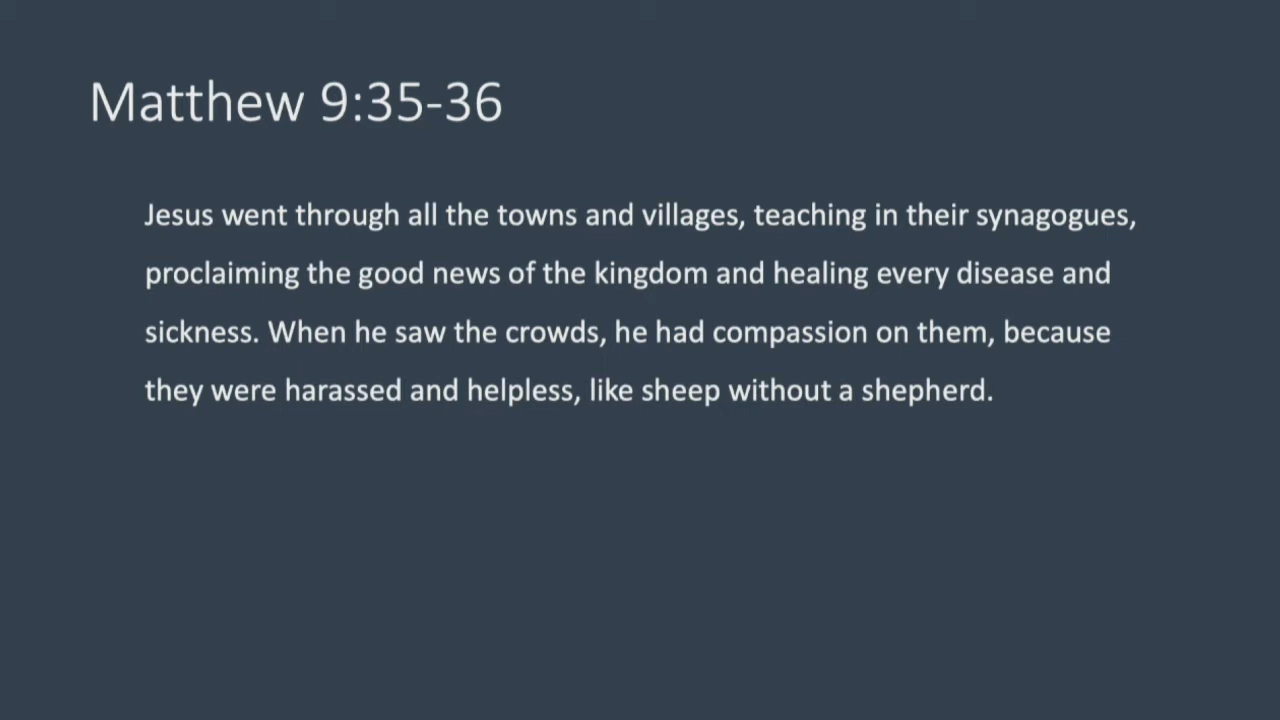 Matthew 9:35-36
Jesus went through all the towns and villages, teaching in their synagogues,
proclaiming the good news of the kingdom and healing every disease and
sickness. When he saw the crowds, he had compassion on them, because
they were harassed and helpless, like sheep without a shepherd.